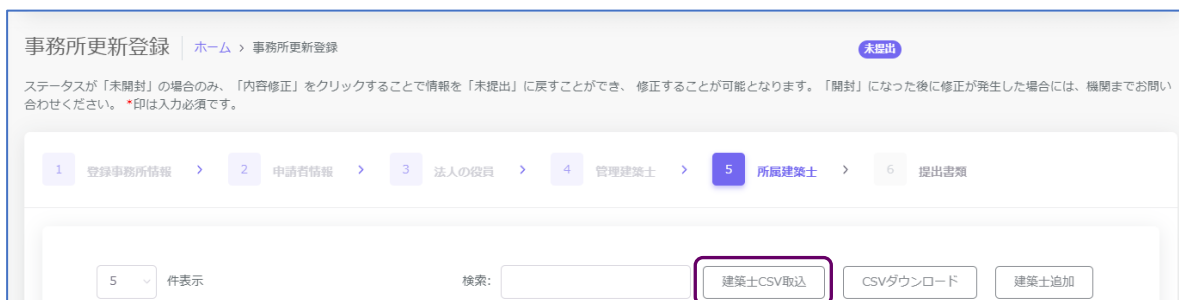 事務所更新登録 ホーム > 事務所更新登録 未提出
ステータスが「未開封」の場合のみ、「内容修正」をクリックすることで情報を「未提出」に戻すことができ、 修正することが可能となります。「開封」になった後に修正が発生した場合には、機関までお問い
合わせください。 *印は入力必須です。
1 登録事務所情報 > 2 申請者情報 > 3 法人の役員 > 4 管理建築士 > 5 所属建築士 > 6 提出書類
5 件表示 検索: 建築士CSV取込 CSVダウンロード 建築士追加